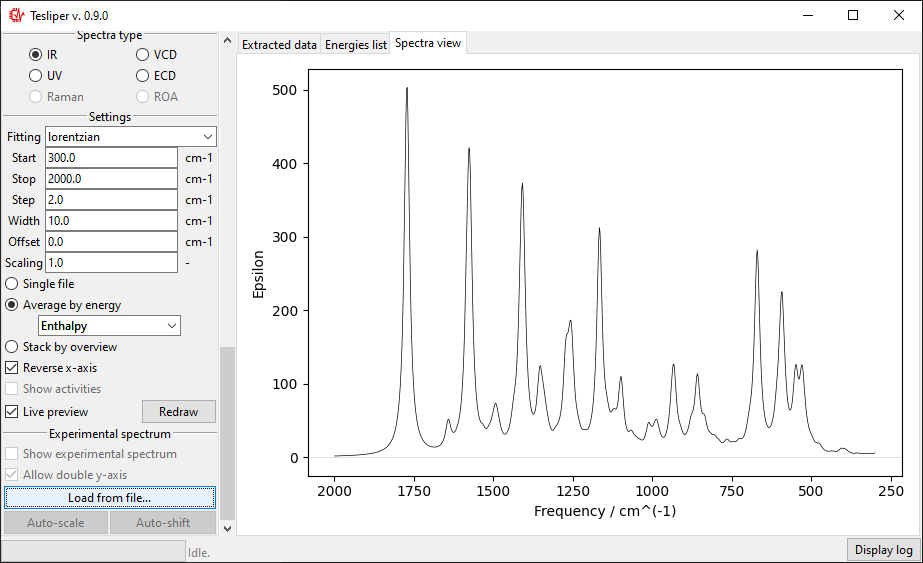 Tesliper v. 0.9.0
Spectra type
IR VCD
UV ECD
Raman ROA
Settings
Fitting lorentzian
Start 300.0 cm-1
Stop 2000.0 cm-1
Step 2.0 cm-1
Width 10.0 cm-1
Offset 0.0 cm-1
Scaling 1.0 -
Single file
Average by energy
Enthalpy
Stack by overview
Reverse x-axis
Show activities
Live preview Redraw
Experimental spectrum
Show experimental spectrum
Allow double y-axis
Load from file...
Auto-scale Auto-shift
Idle.
Extracted data Energies list Spectra view
Epsilon
500
400
300
200
100
0
2000 1750 1500 1250 1000 750 500 250
Frequency / cm^(-1)
Display log